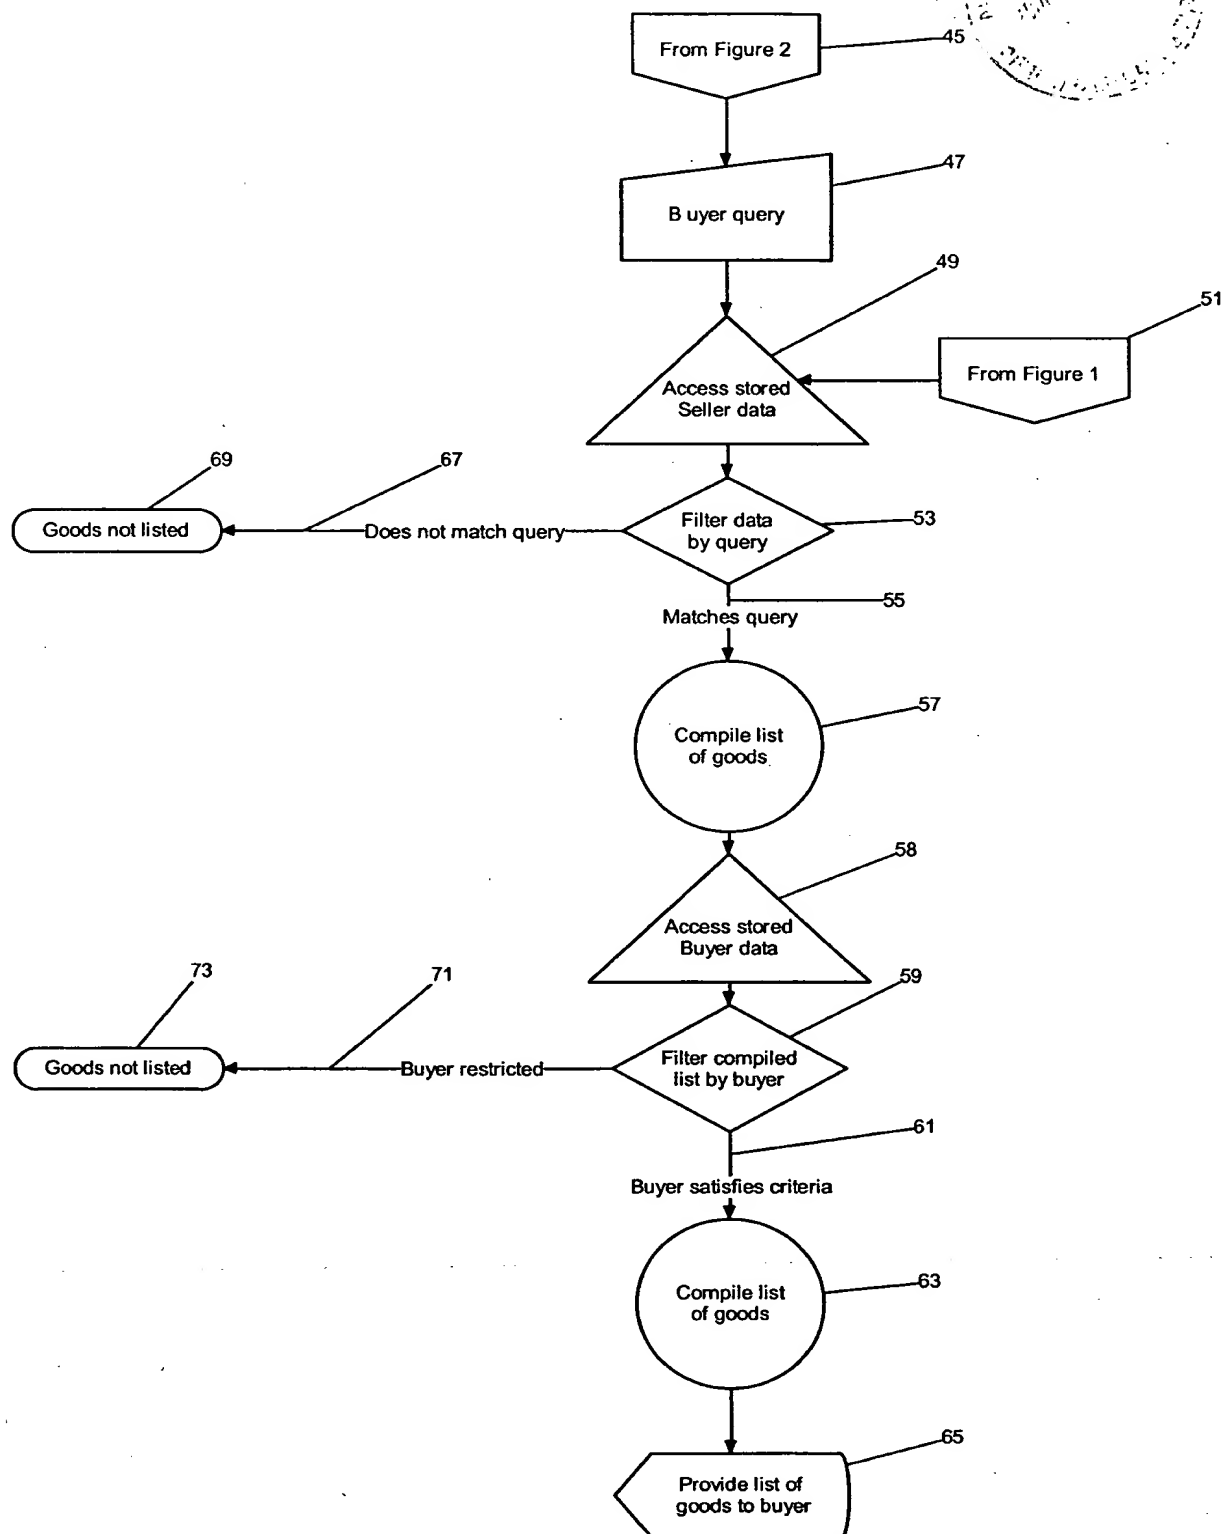 From Figure 2
45
47
B uyer query
49
51
From Figure 1
Access stored
Seller data
69
67
Goods not listed
Does not match query
Filter data
by query
53
55
Matches query
57
Compile list
of goods
58
Access stored
Buyer data
73
71
59
Goods not listed
Buyer restricted
Filter compiled
list by buyer
61
Buyer satisfies criteria
Compile list
of goods
63
65
Provide list of
goods to buyer